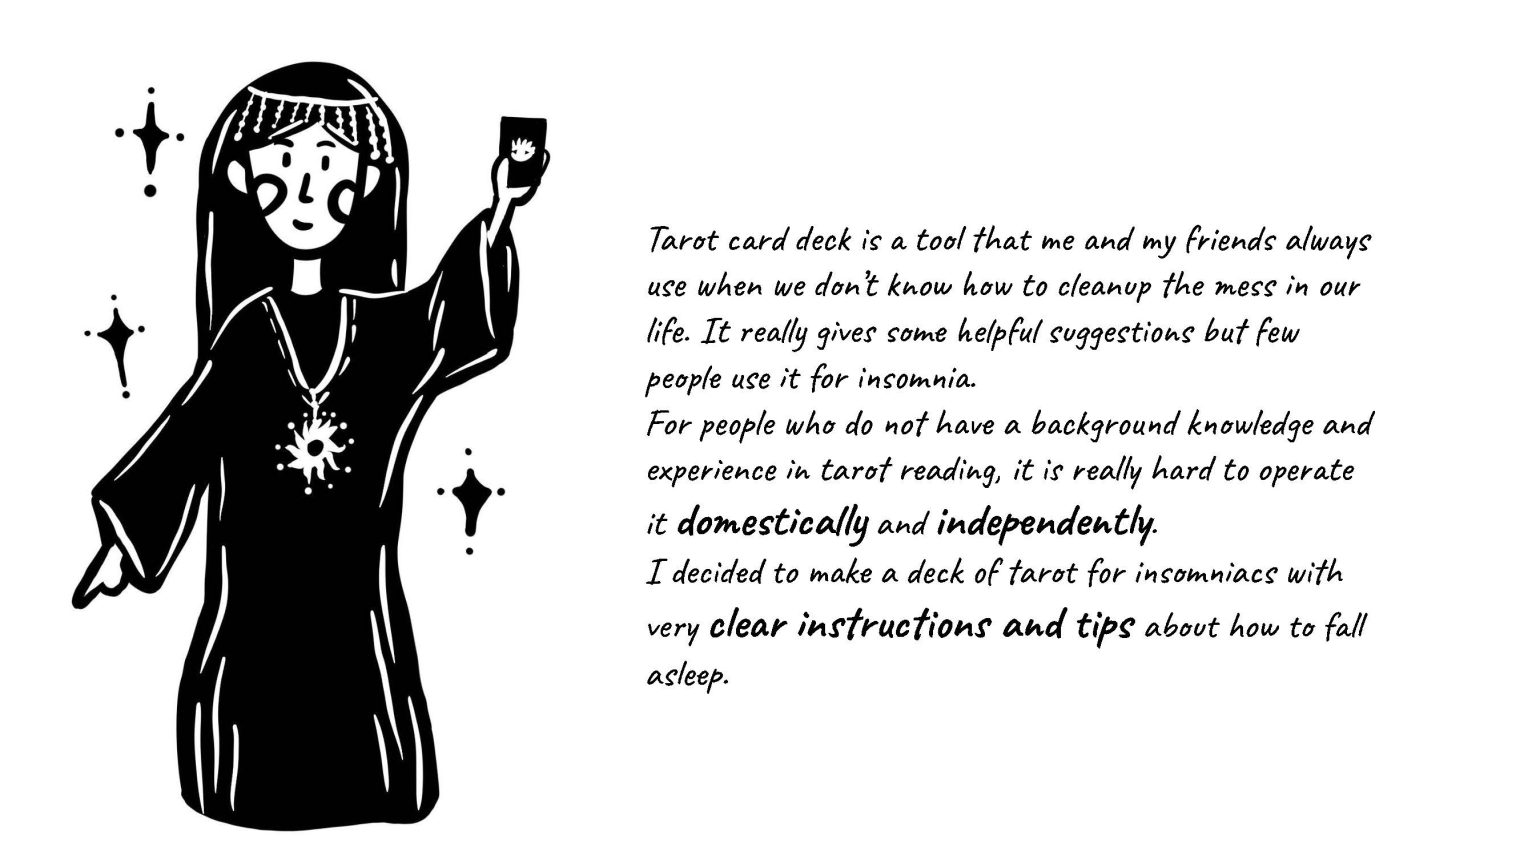 Tarot card deck is a tool that me and my friends always
use when we don't know how to cleanup the mess in our
life. It really gives some helpful suggestions but few
people use it for insomnia.
For people who do not have a background knowledge and
experience in tarot reading, it is really hard to operate
it domestically and independently.
I decided to make a deck of tarot for insomniacs with
very clear instructions and tips about how to fall
asleep.